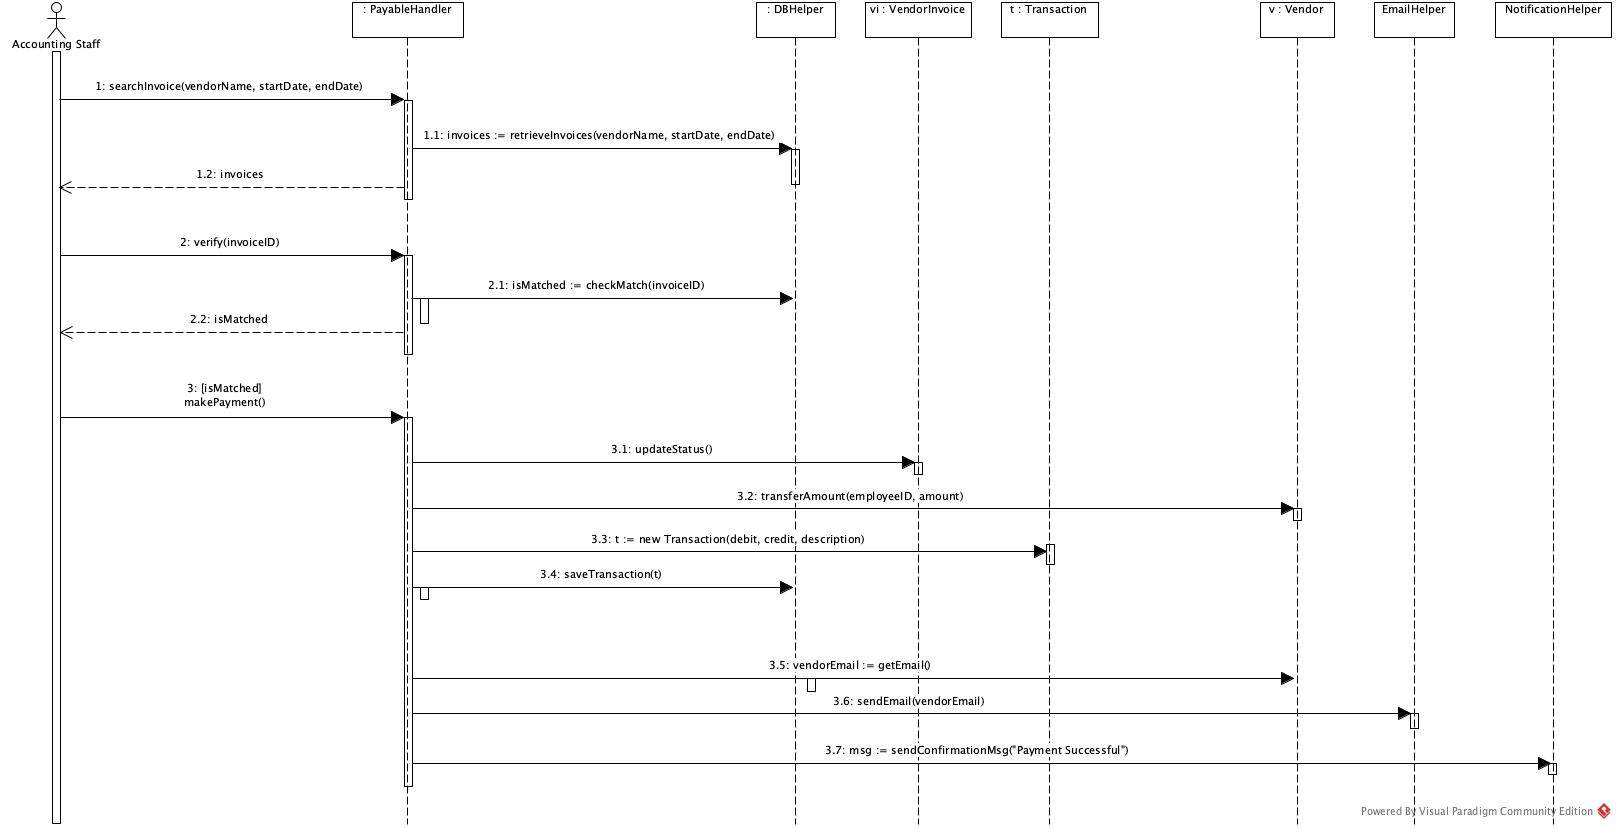 : PayableHandler
: DBHelper
vi : VendorInvoice
t : Transaction
v : Vendor
EmailHelper
NotificationHelper
Accounting Staff
1: searchInvoice(vendorName, startDate, endDate)
1.1: invoices := retrieveInvoices(vendorName, startDate, endDate)
1.2: invoices
2: verify(invoiceID)
2.1: isMatched := checkMatch(invoiceID)
2.2: isMatched
3: [isMatched]
makePayment()
3.1: updateStatus()
3.2: transferAmount(employeeID, amount)
3.3: t := new Transaction(debit, credit, description)
3.4: saveTransaction(t)
3.5: vendorEmail := getEmail()
3.6: sendEmail(vendorEmail)
3.7: msg := sendConfirmationMsg("Payment Successful")
Powered By Visual Paradigm Community Edition